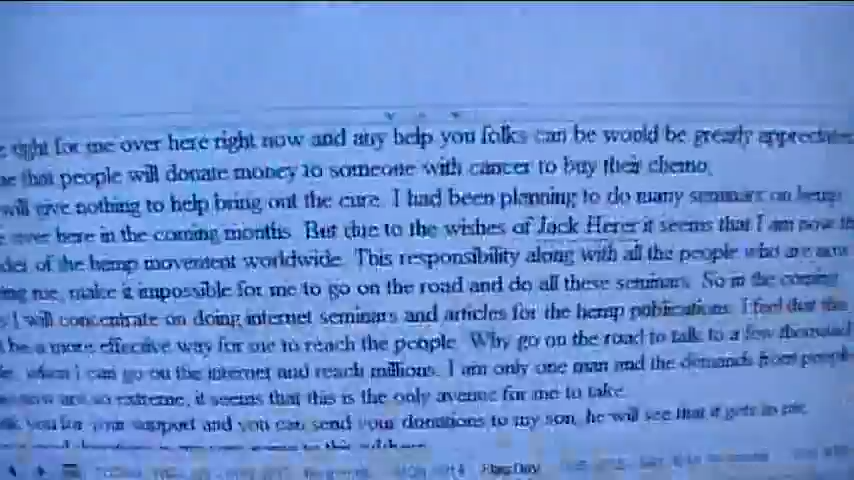 right for me over here right now and any help you folks can be would be greatly appreciated
that people will donate money to someone with cancer to buy their chemo,
will give nothing to help bring out the cure. I had been planning to do many seminars on hemp
over here in the coming months. But due to the wishes of Jack Herer it seems that I am now the
of the hemp movement worldwide. This responsibility along with all the people who are now
me, make it impossible for me to go on the road and do all these seminars. So in the coming
I will concentrate on doing internet seminars and articles for the hemp publications. I feel that this
be a more effective way for me to reach the people. Why go on the road to talk to a few thousand
when i can go on the internet and reach millions. I am only one man and the demands from people
now are so extreme, it seems that this is the only avenue for me to take.
you for your support and you can send your donations to my son, he will see that it gets to me.
to this address
Flag Day